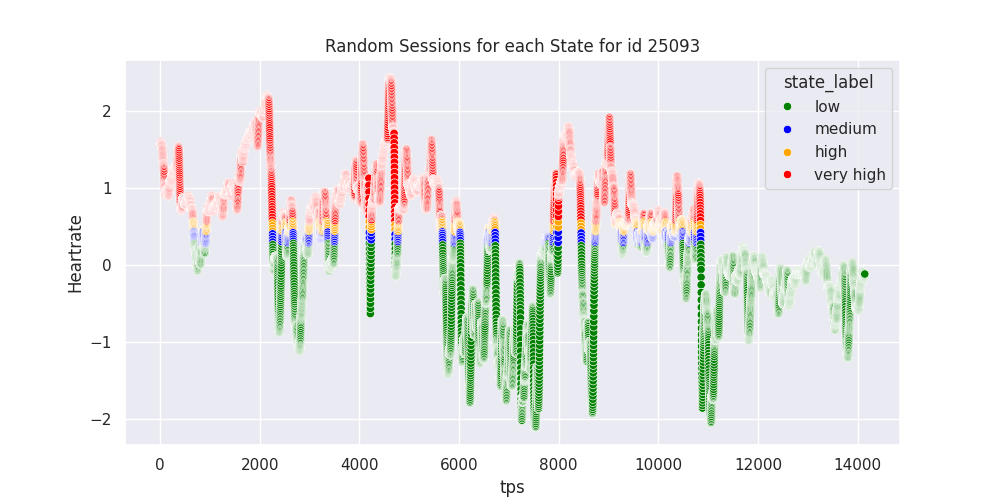 Random Sessions for each State for id 25093
state_label
low
medium
high
very high
Heartrate
2
1
0
−1
−2
0 2000 4000 6000 8000 10000 12000 14000
tps